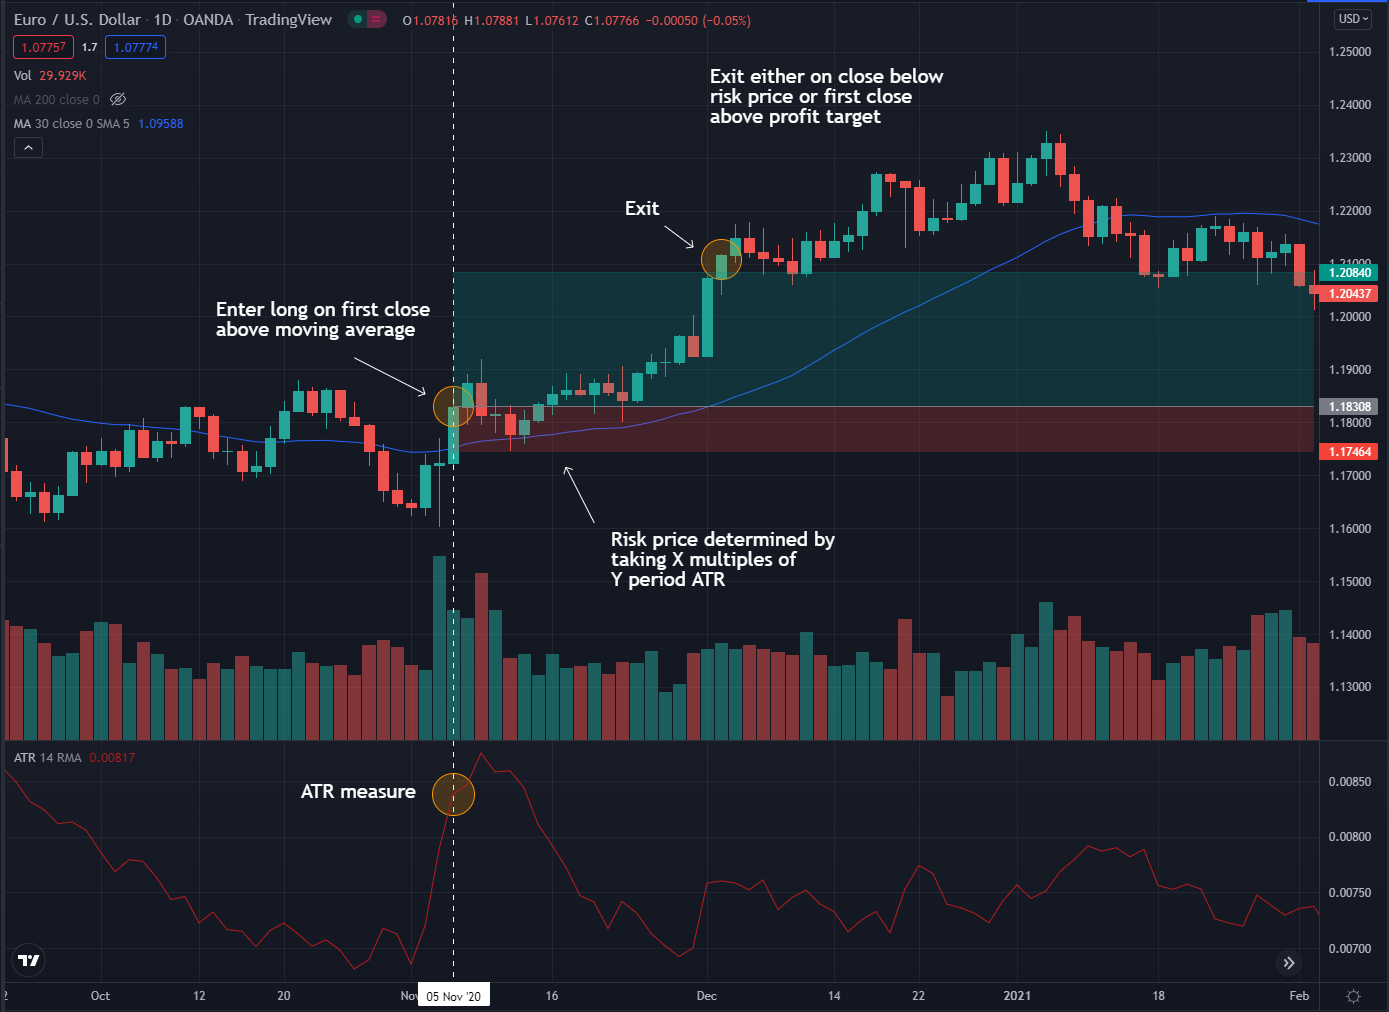 Euro / U.S. Dollar · 1D · OANDA · TradingView O1.07816 H1.07881 L1.07612 C1.07766 −0.00050 (−0.05%)
USD
1.07757 1.7 1.07774
Vol 29.929K
MA 200 close 0
MA 30 close 0 SMA 5 1.09588
Exit either on close below
risk price or first close
above profit target
Exit
Enter long on first close
above moving average
Risk price determined by
taking X multiples of
Y period ATR
1.25000
1.24000
1.23000
1.22000
1.21000
1.20840
1.20437
1.20000
1.19000
1.18308
1.18000
1.17464
1.17000
1.16000
1.15000
1.14000
1.13000
ATR 14 RMA 0.00817
ATR measure
0.00850
0.00800
0.00750
0.00700
2 Oct 12 20 Nov 05 Nov '20 16 Dec 14 22 2021 18 Feb